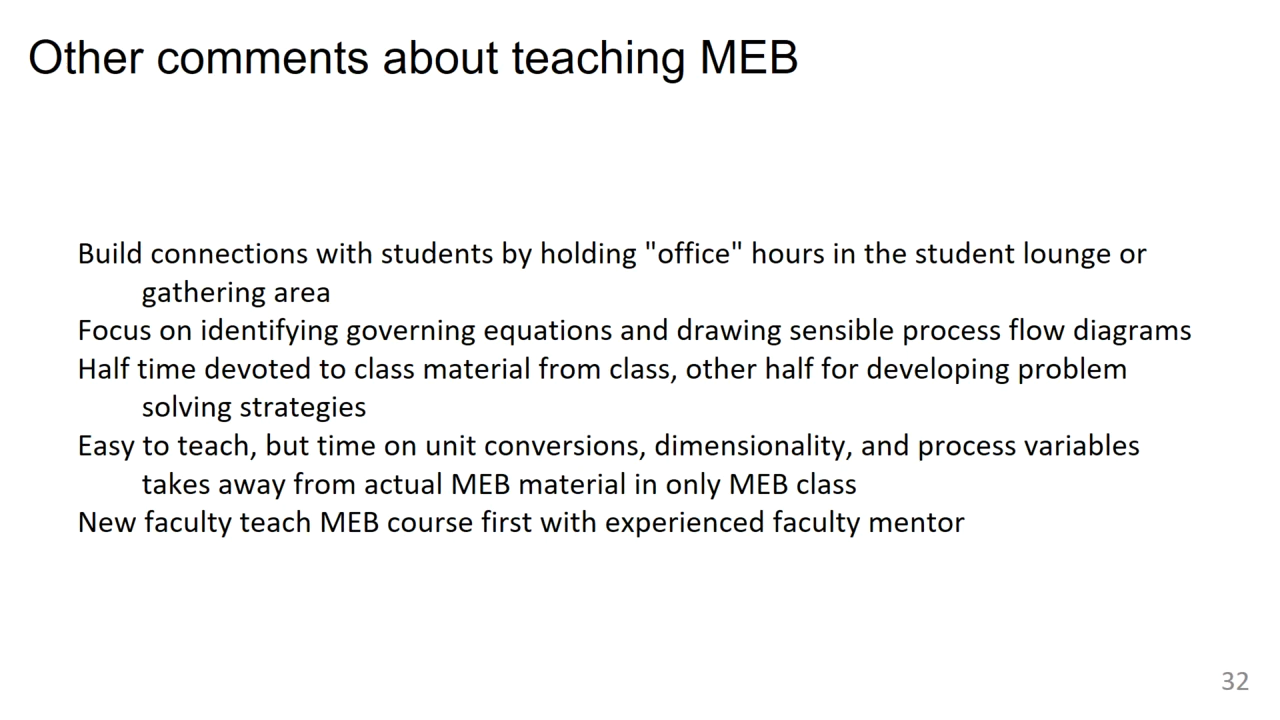 Other comments about teaching MEB
Build connections with students by holding "office" hours in the student lounge or
gathering area
Focus on identifying governing equations and drawing sensible process flow diagrams
Half time devoted to class material from class, other half for developing problem
solving strategies
Easy to teach, but time on unit conversions, dimensionality, and process variables
takes away from actual MEB material in only MEB class
New faculty teach MEB course first with experienced faculty mentor
32